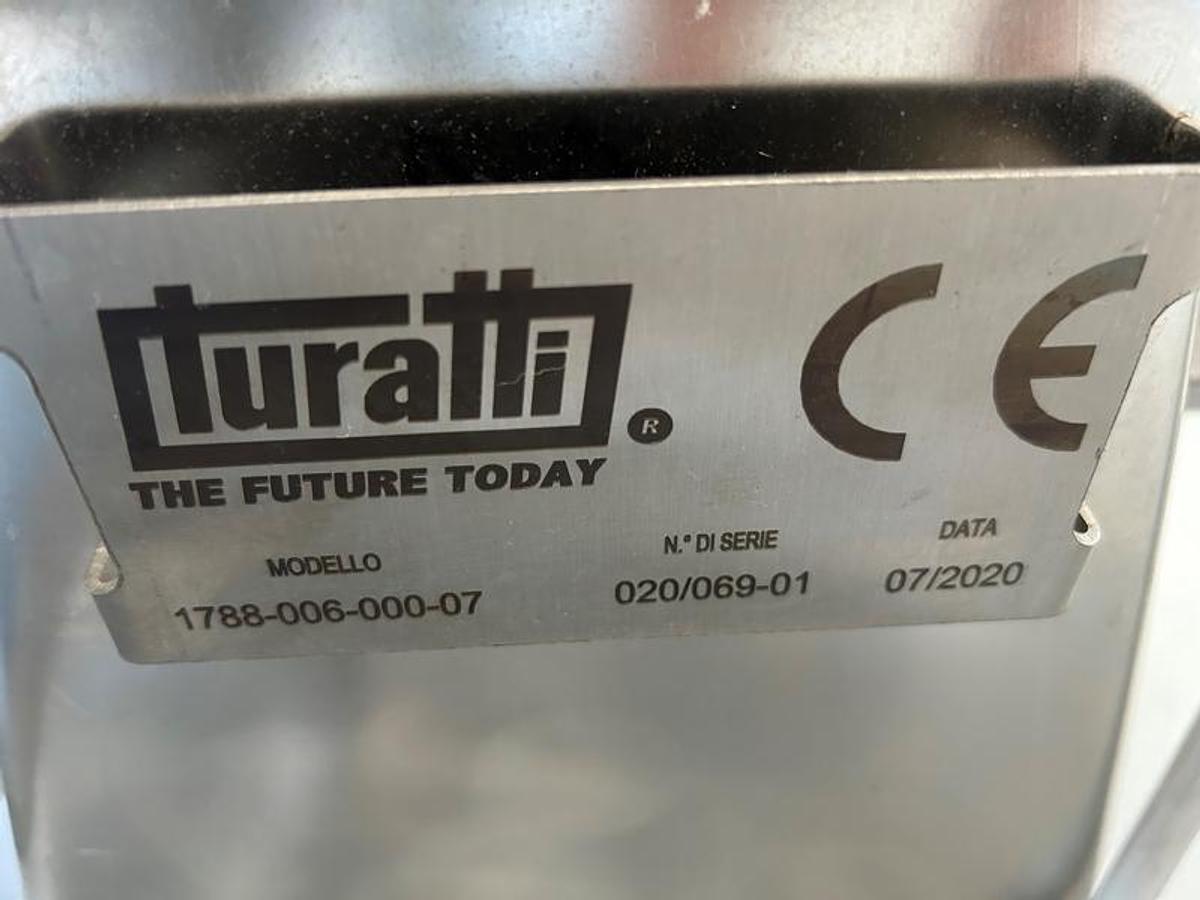 turatti ®
CE
THE FUTURE TODAY
MODELLO N.° DI SERIE DATA
1788-006-000-07 020/069-01 07/2020